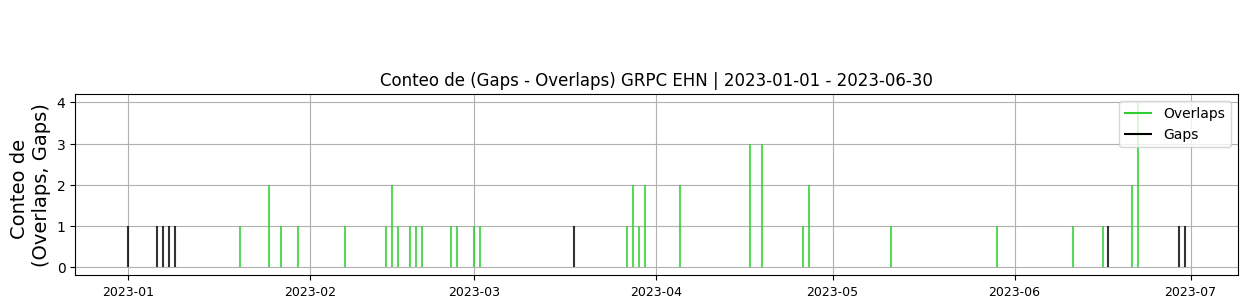 Conteo de (Gaps - Overlaps) GRPC EHN | 2023-01-01 - 2023-06-30
Conteo de
(Overlaps, Gaps)
4
3
2
1
0
Overlaps
Gaps
2023-01
2023-02
2023-03
2023-04
2023-05
2023-06
2023-07